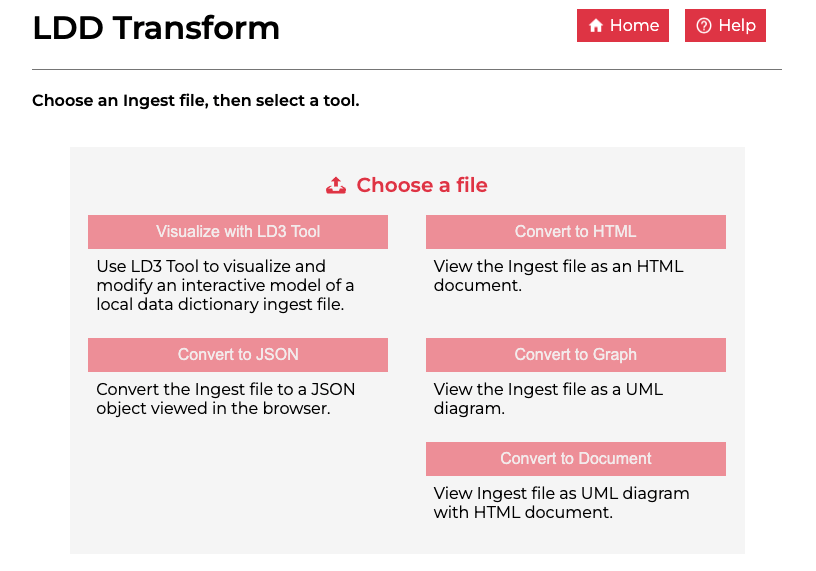 LDD Transform
Home
Help
Choose an Ingest file, then select a tool.
Choose a file
Visualize with LD3 Tool
Use LD3 Tool to visualize and
modify an interactive model of a
local data dictionary ingest file.
Convert to HTML
View the Ingest file as an HTML
document.
Convert to JSON
Convert the Ingest file to a JSON
object viewed in the browser.
Convert to Graph
View the Ingest file as a UML
diagram.
Convert to Document
View Ingest file as UML diagram
with HTML document.